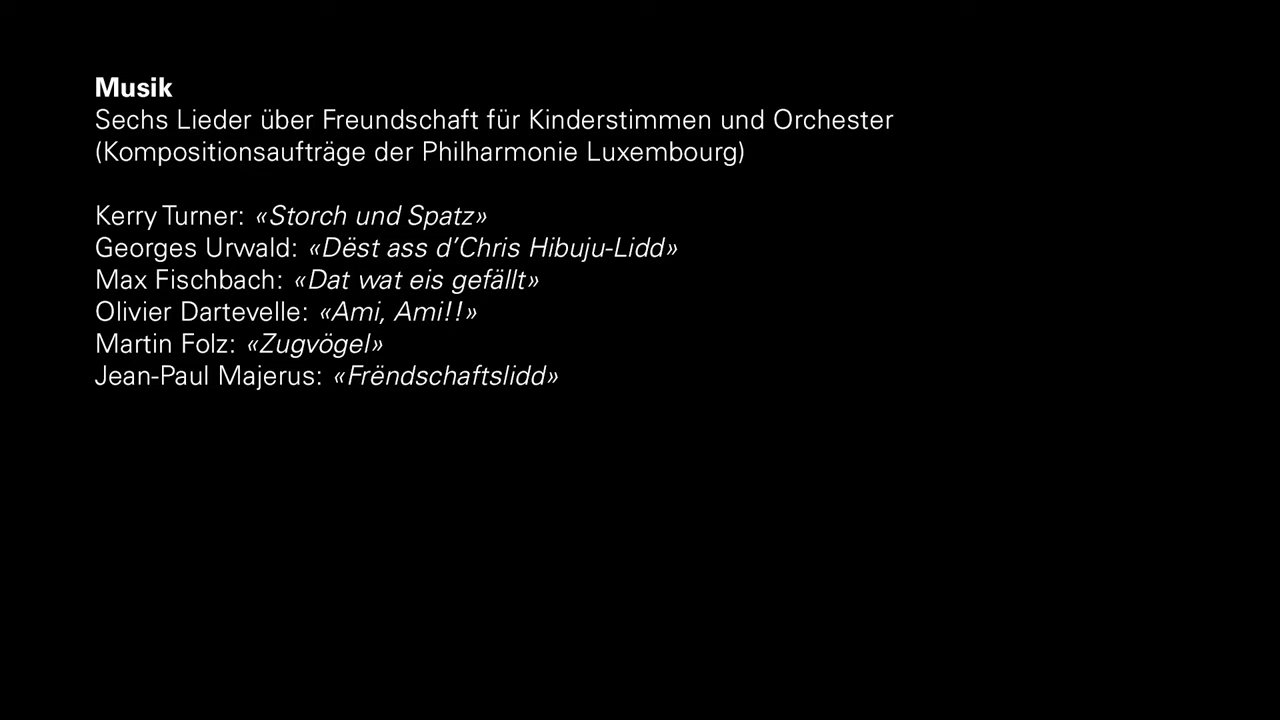 Musik
Sechs Lieder über Freundschaft für Kinderstimmen und Orchester
(Kompositionsaufträge der Philharmonie Luxembourg)
Kerry Turner: «Storch und Spatz»
Georges Urwald: «Dëst ass d’Chris Hibuju-Lidd»
Max Fischbach: «Dat wat eis gefällt»
Olivier Dartevelle: «Ami, Ami!!»
Martin Folz: «Zugvögel»
Jean-Paul Majerus: «Frëndschaftslidd»